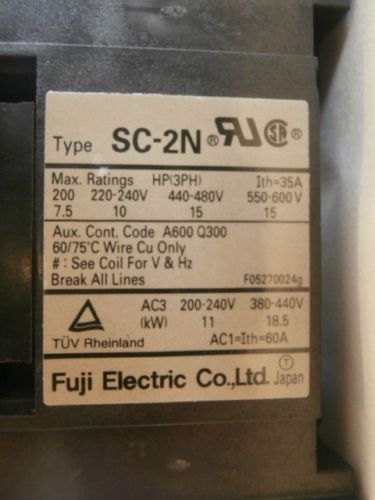 Type SC-2N ® RU SA ®
Max. Ratings HP(3PH) Ith=35A
200 220-240V 440-480V 550-600V
7.5 10 15 15
Aux. Cont. Code A600 Q300
60/75°C Wire Cu Only
#: See Coil For V & Hz
Break All Lines F05270024g
AC3 200-240V 380-440V
(kW) 11 18.5
TÜV Rheinland AC1=Ith=60A
Fuji Electric Co.,Ltd. T Japan